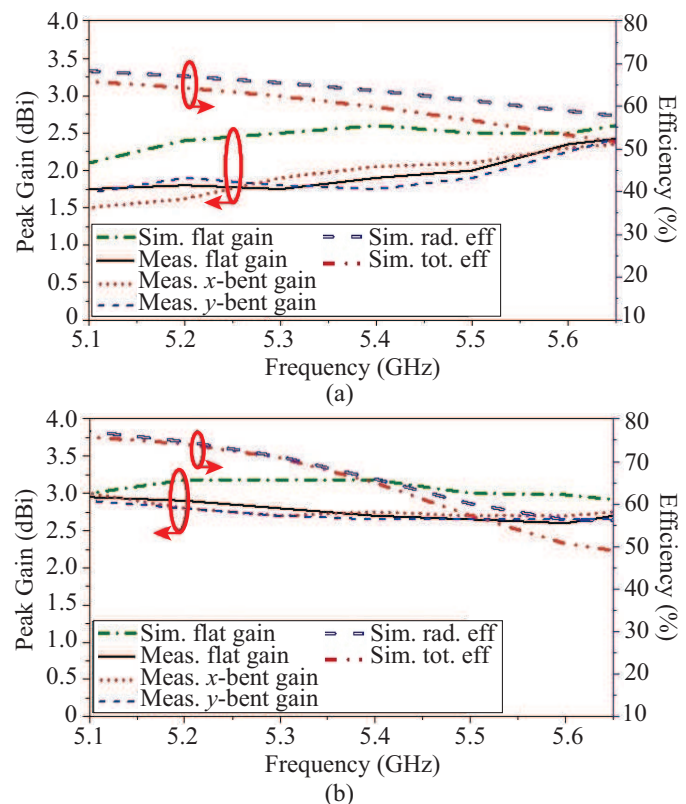 4.0
3.5
3.0
2.5
2.0
1.5
1.0
0.5
0
Peak Gain (dBi)
80
70
60
50
40
30
20
10
Efficiency (%)
Sim. flat gain
Meas. flat gain
Meas. x-bent gain
Meas. y-bent gain
Sim. rad. eff
Sim. tot. eff
5.1 5.2 5.3 5.4 5.5 5.6
Frequency (GHz)
(a)
4.0
3.5
3.0
2.5
2.0
1.5
1.0
0.5
0
Peak Gain (dBi)
80
70
60
50
40
30
20
10
Efficiency (%)
Sim. flat gain
Meas. flat gain
Meas. x-bent gain
Meas. y-bent gain
Sim. rad. eff
Sim. tot. eff
5.1 5.2 5.3 5.4 5.5 5.6
Frequency (GHz)
(b)